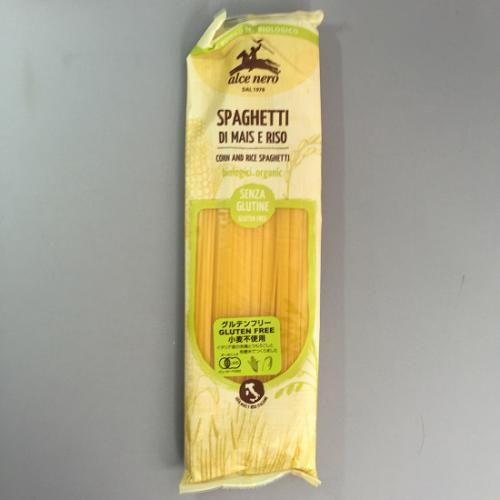 N. BIOLOGICO
alce nero
DAL 1978
SPAGHETTI
DI MAIS E RISO
CORN AND RICE SPAGHETTI
biologici.organic
SENZA
GLUTINE
GLUTEN FREE
グルテンフリー
GLUTEN FREE
小麦不使用